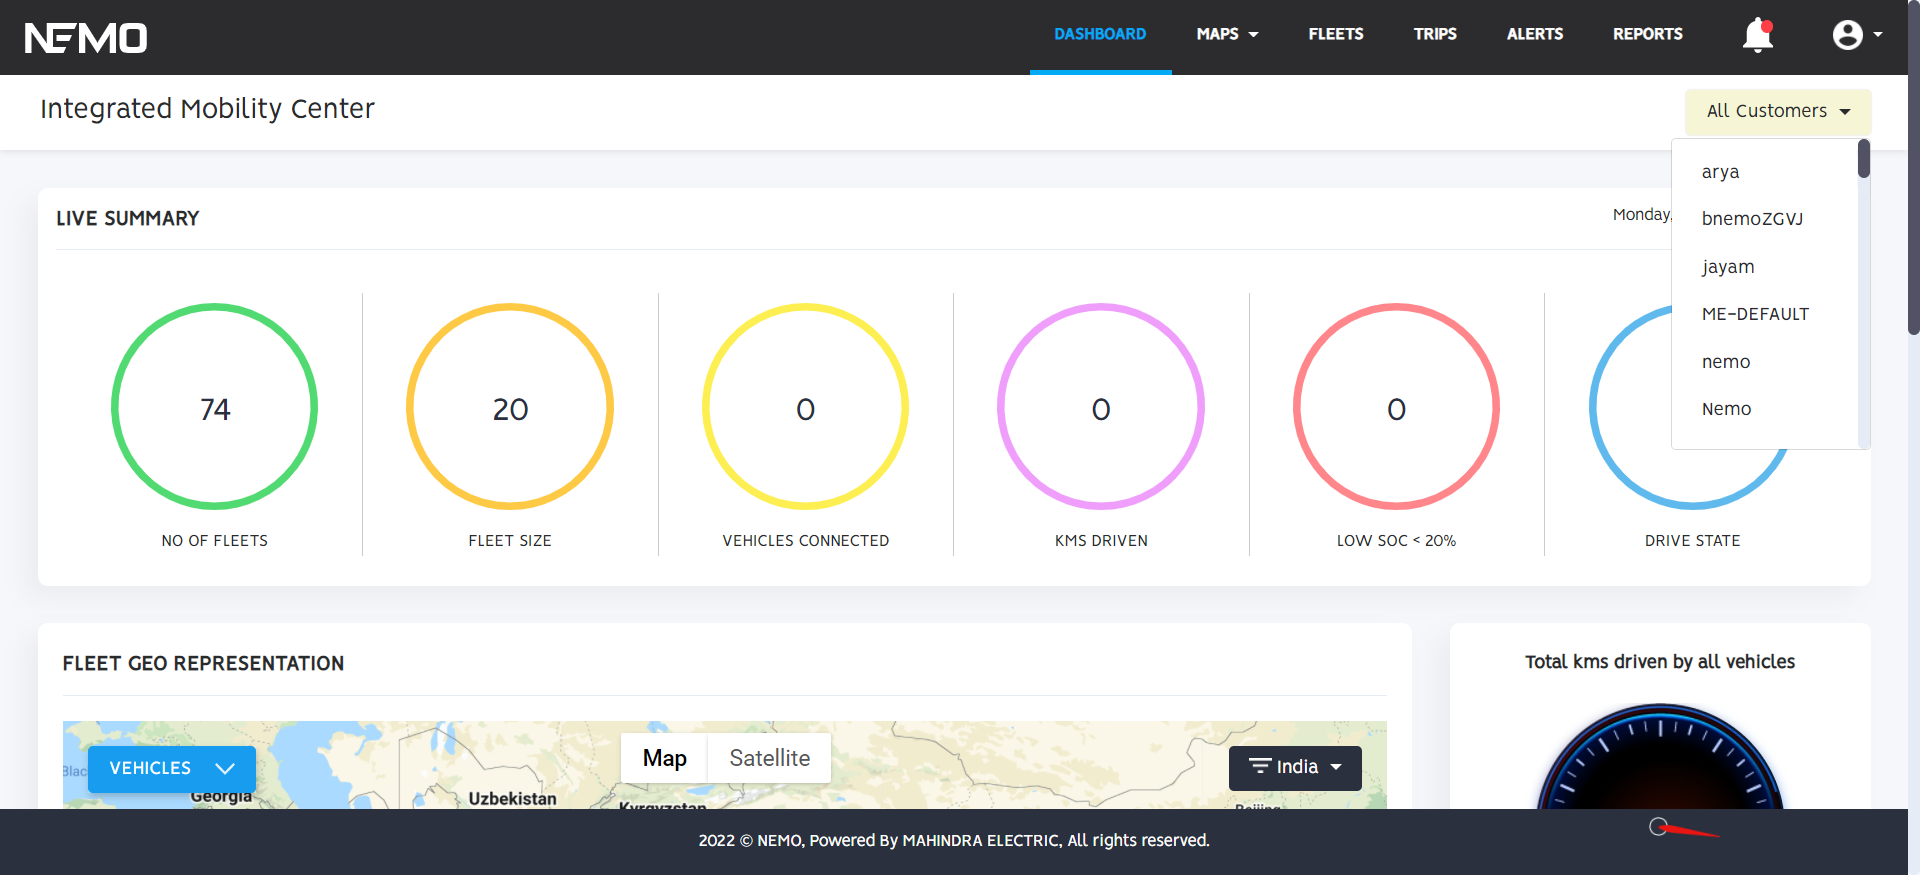 NEMO
DASHBOARD MAPS FLEETS TRIPS ALERTS REPORTS
Integrated Mobility Center
All Customers
arya
bnemoZGVJ
jayam
ME-DEFAULT
nemo
Nemo
LIVE SUMMARY
Monday,
74
20
0
0
0
NO OF FLEETS
FLEET SIZE
VEHICLES CONNECTED
KMS DRIVEN
LOW SOC < 20%
DRIVE STATE
FLEET GEO REPRESENTATION
Total kms driven by all vehicles
VEHICLES
Map
Satellite
India
Georgia
Uzbekistan
Kyrgyzstan
Beijing
2022 © NEMO, Powered By MAHINDRA ELECTRIC, All rights reserved.